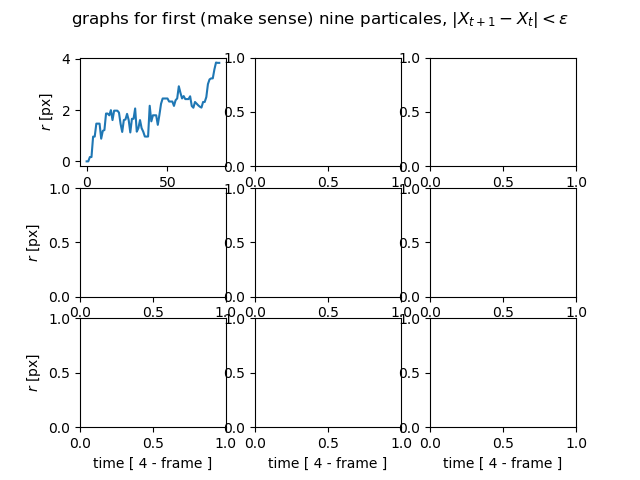 graphs for first (make sense) nine particales, |X_{t+1} − X_t| < ε
4 1.0 1.0
r [px] 2 0.5 0.5
0 0.0 0.0
0 50 0.0 0.5 1.0 0.0 0.5 1.0
1.0 1.0 1.0
r [px] 0.5 0.5 0.5
0.0 0.0 0.0
0.0 0.5 1.0 0.0 0.5 1.0 0.0 0.5 1.0
1.0 1.0 1.0
r [px] 0.5 0.5 0.5
0.0 0.0 0.0
0.0 0.5 1.0 0.0 0.5 1.0 0.0 0.5 1.0
time [ 4 - frame ] time [ 4 - frame ] time [ 4 - frame ]